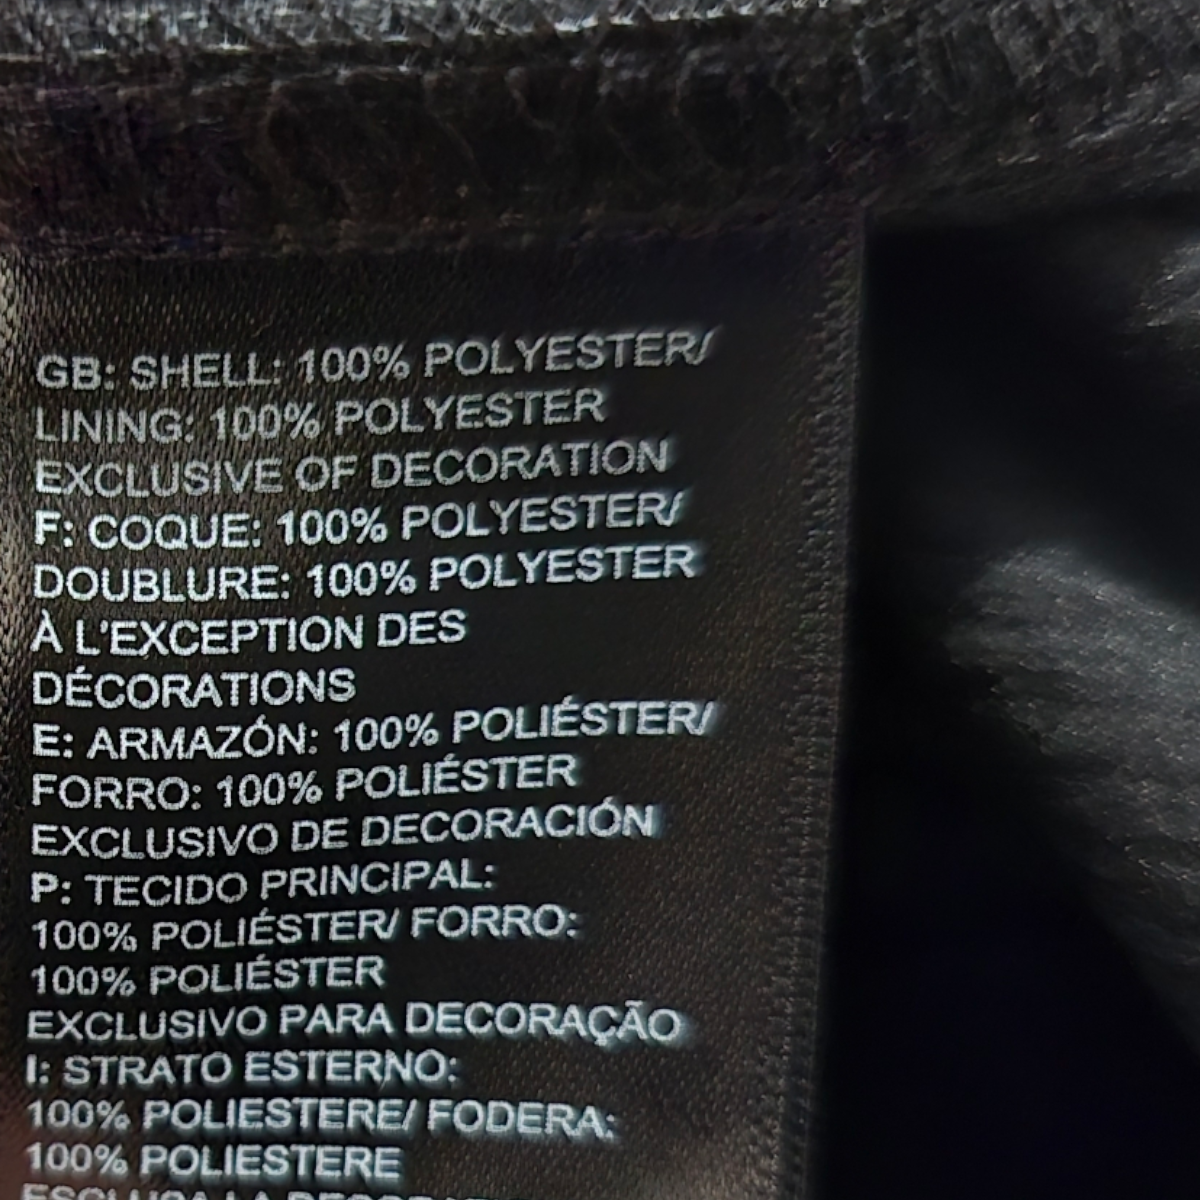 GB: SHELL: 100% POLYESTER/
LINING: 100% POLYESTER
EXCLUSIVE OF DECORATION
F: COQUE: 100% POLYESTER/
DOUBLURE: 100% POLYESTER
À L'EXCEPTION DES
DÉCORATIONS
E: ARMAZÓN: 100% POLIÉSTER/
FORRO: 100% POLIÉSTER
EXCLUSIVO DE DECORACIÓN
P: TECIDO PRINCIPAL:
100% POLIÉSTER/ FORRO:
100% POLIÉSTER
EXCLUSIVO PARA DECORAÇÃO
I: STRATO ESTERNO:
100% POLIESTERE/ FODERA:
100% POLIESTERE